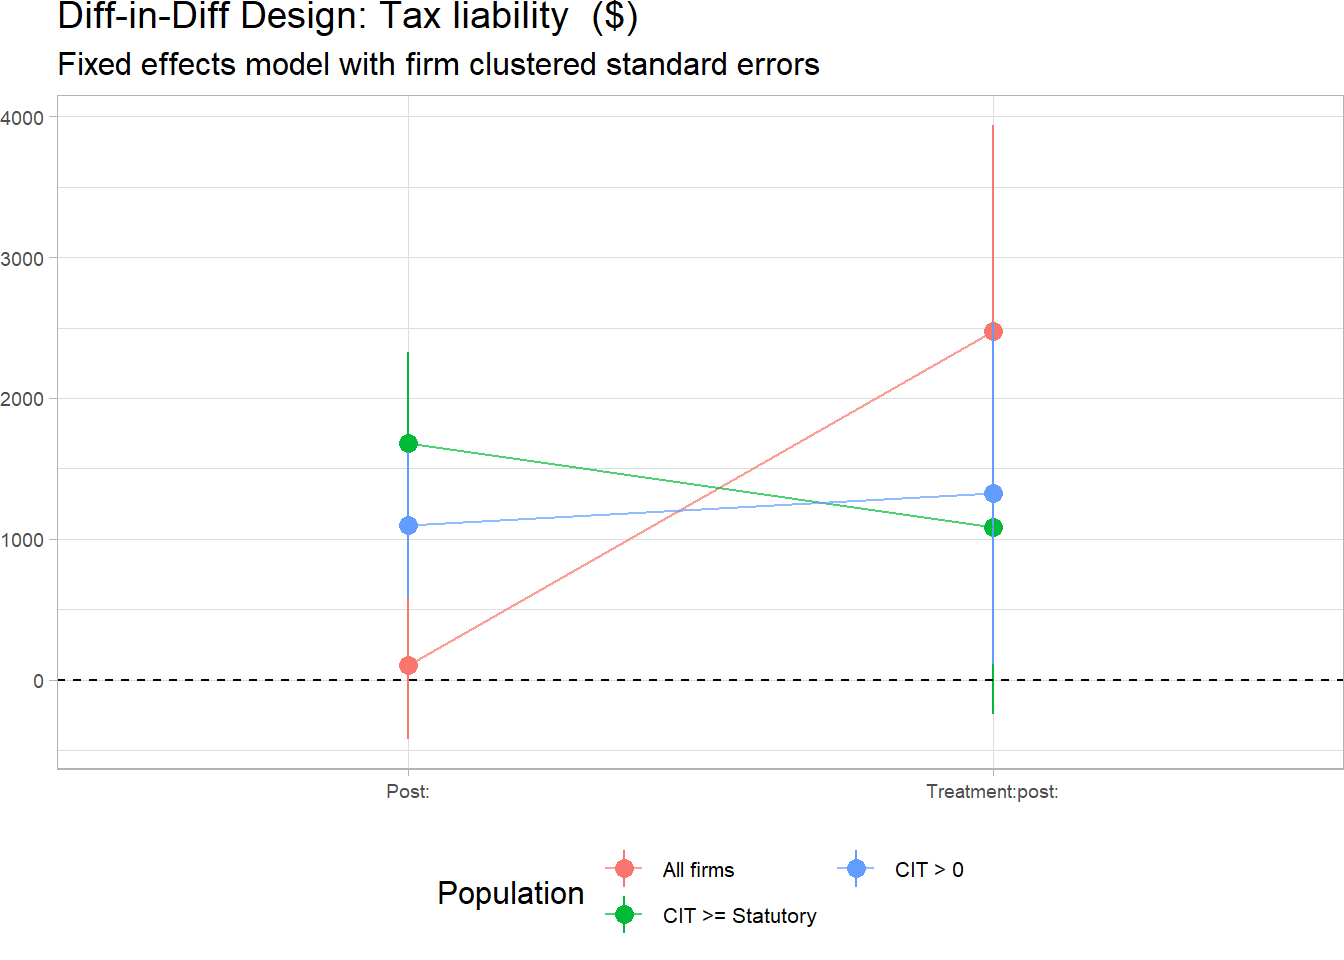 Diff-in-Diff Design: Tax liability  ($)
Fixed effects model with firm clustered standard errors
4000
3000
2000
1000
0
Post:
Treatment:post:
Population
All firms
CIT > 0
CIT >= Statutory